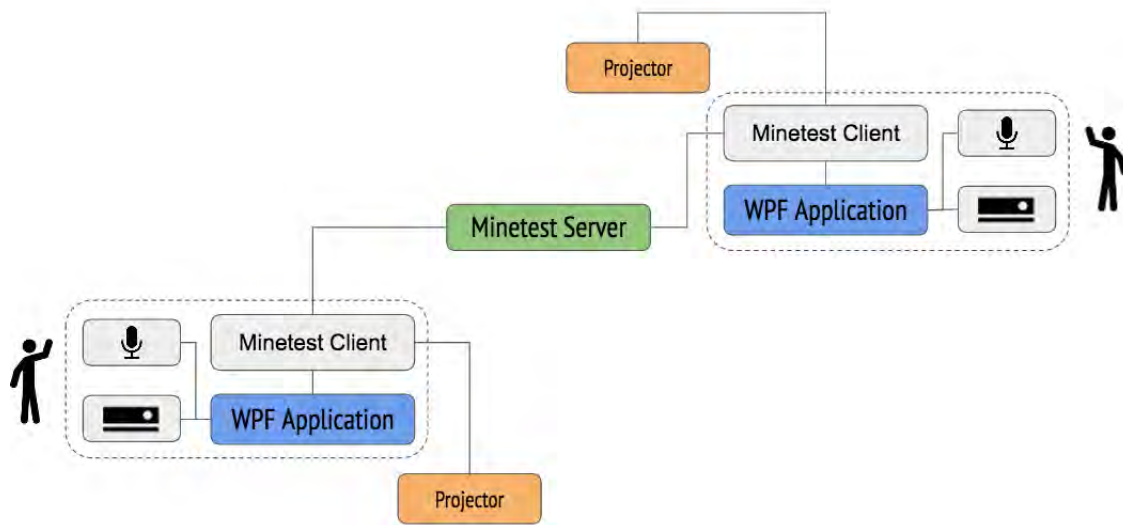 Projector
Minetest Client
WPF Application
Minetest Server
Minetest Client
WPF Application
Projector